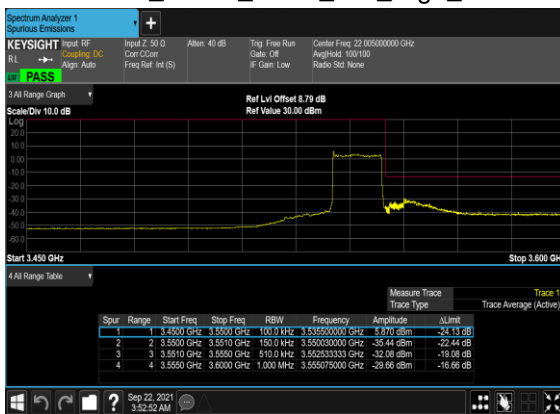 Spectrum Analyzer 1
Spurious Emissions
KEYSIGHT
RL
Input: RF
Coupling: DC
Align: Auto
Input Z: 50 Ω
Corr CCorr
Freq Ref: Int (S)
Atten: 40 dB
Trig: Free Run
Gate: Off
IF Gain: Low
Center Freq: 22.005000000 GHz
Avg|Hold: 100/100
Radio Std: None
PASS
3 All Range Graph
Scale/Div 10.0 dB
Ref Lvl Offset 8.79 dB
Ref Value 30.00 dBm
Log
20.0
10.0
0.00
-10.0
-20.0
-30.0
-40.0
-50.0
-60.0
Start 3.450 GHz
Stop 3.600 GH
4 All Range Table
Measure Trace Trace 1
Trace Type Trace Average (Active)
Spur Range Start Freq Stop Freq RBW Frequency Amplitude ΔLimit
1 1 3.4500 GHz 3.5500 GHz 100.0 kHz 3.535500000 GHz 5.870 dBm -24.13 dB
2 2 3.5500 GHz 3.5510 GHz 150.0 kHz 3.550030000 GHz -35.44 dBm -22.44 dB
3 3 3.5510 GHz 3.5550 GHz 510.0 kHz 3.552533333 GHz -32.08 dBm -19.08 dB
4 4 3.5550 GHz 3.6000 GHz 1.000 MHz 3.555075000 GHz -29.66 dBm -16.66 dB
Sep 22, 2021
3:52:52 AM